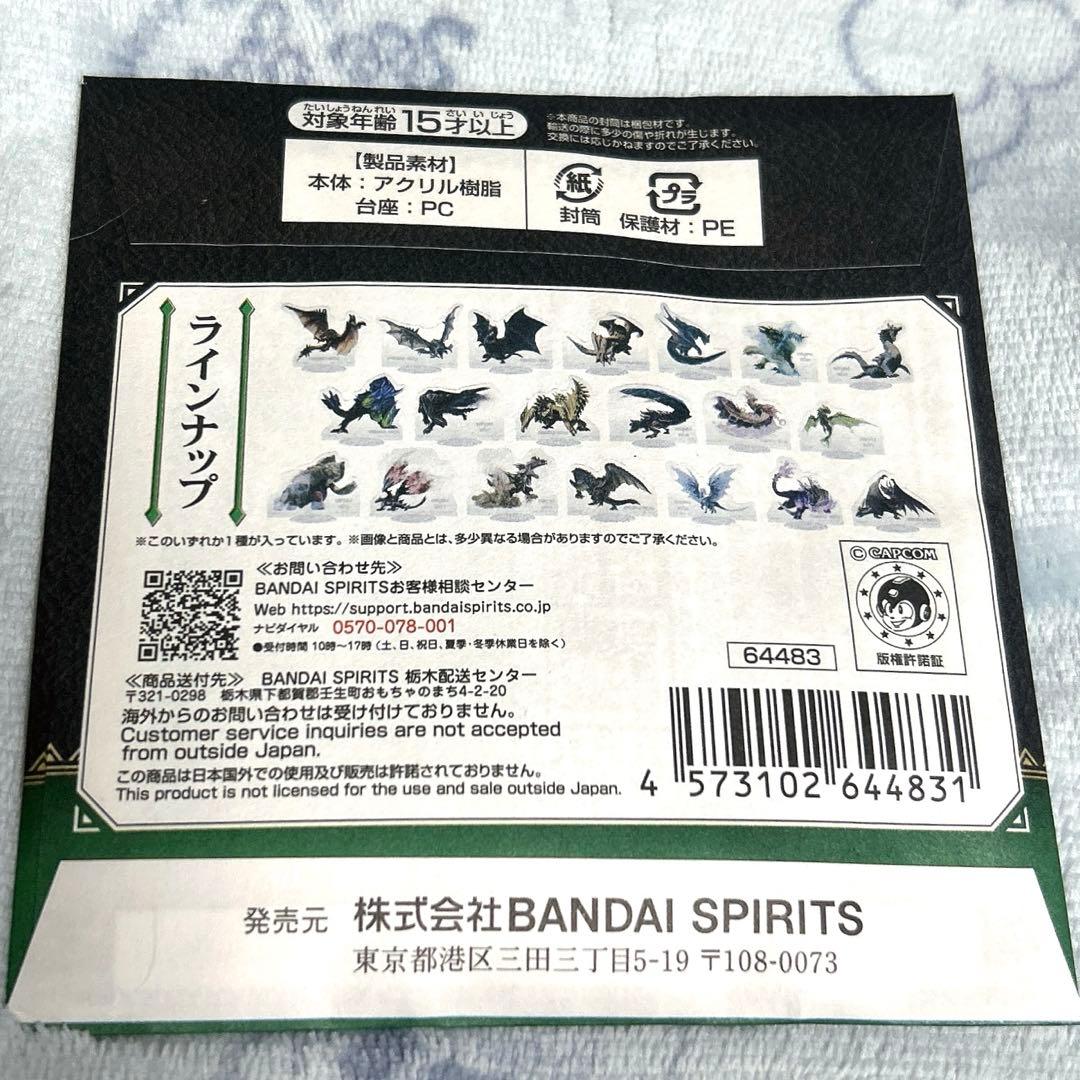 たいしょうねんれい さいいじょう
対象年齢15才以上
※本商品の封筒は梱包材です。
輸送の際に多少の傷や折れが生じます。
交換には応じかねますのでご了承ください。
【製品素材】
本体：アクリル樹脂
台座：PC
紙
封筒
プラ
保護材：PE
ラインナップ
※このいずれか1種が入っています。※画像と商品とは、多少異なる場合がありますのでご了承ください。
≪お問い合わせ先≫
BANDAI SPIRITSお客様相談センター
Web https://support.bandaispirits.co.jp
ナビダイヤル 0570-078-001
●受付時間 10時〜17時（土、日、祝日、夏季・冬季休業日を除く）
≪商品送付先≫ BANDAI SPIRITS 栃木配送センター
〒321-0298 栃木県下都賀郡壬生町おもちゃのまち4-2-20
海外からのお問い合わせは受け付けておりません。
Customer service inquiries are not accepted
from outside Japan.
この商品は日本国外での使用及び販売は許諾されておりません。
This product is not licensed for the use and sale outside Japan.
©CAPCOM
版権許諾証
64483
4 573102 644831
発売元 株式会社BANDAI SPIRITS
東京都港区三田三丁目5-19 〒108-0073